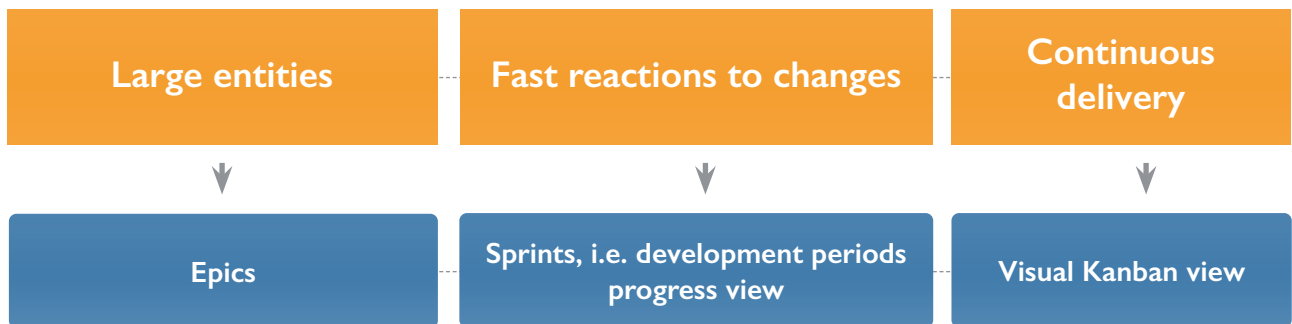 Large entities
Fast reactions to changes
Continuous
delivery
Epics
Sprints, i.e. development periods
progress view
Visual Kanban view